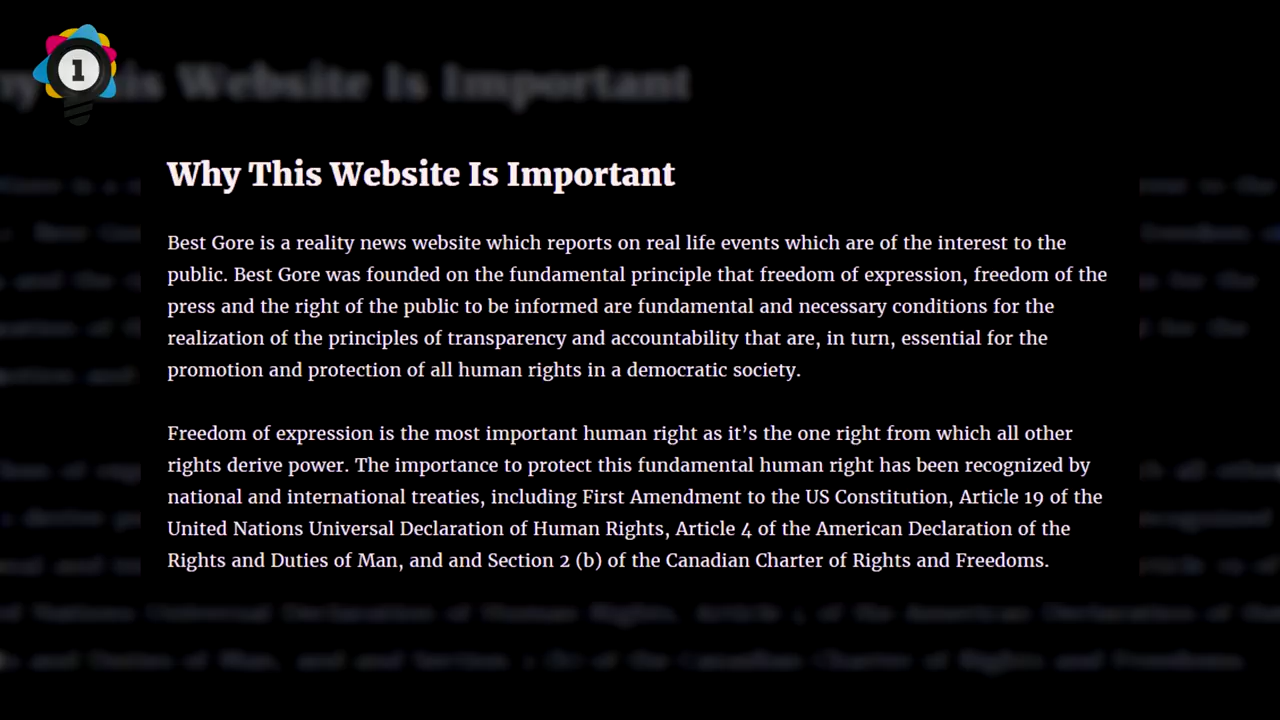 1
Why This Website Is Important
Best Gore is a reality news website which reports on real life events which are of the interest to the
public. Best Gore was founded on the fundamental principle that freedom of expression, freedom of the
press and the right of the public to be informed are fundamental and necessary conditions for the
realization of the principles of transparency and accountability that are, in turn, essential for the
promotion and protection of all human rights in a democratic society.
Freedom of expression is the most important human right as it’s the one right from which all other
rights derive power. The importance to protect this fundamental human right has been recognized by
national and international treaties, including First Amendment to the US Constitution, Article 19 of the
United Nations Universal Declaration of Human Rights, Article 4 of the American Declaration of the
Rights and Duties of Man, and and Section 2 (b) of the Canadian Charter of Rights and Freedoms.